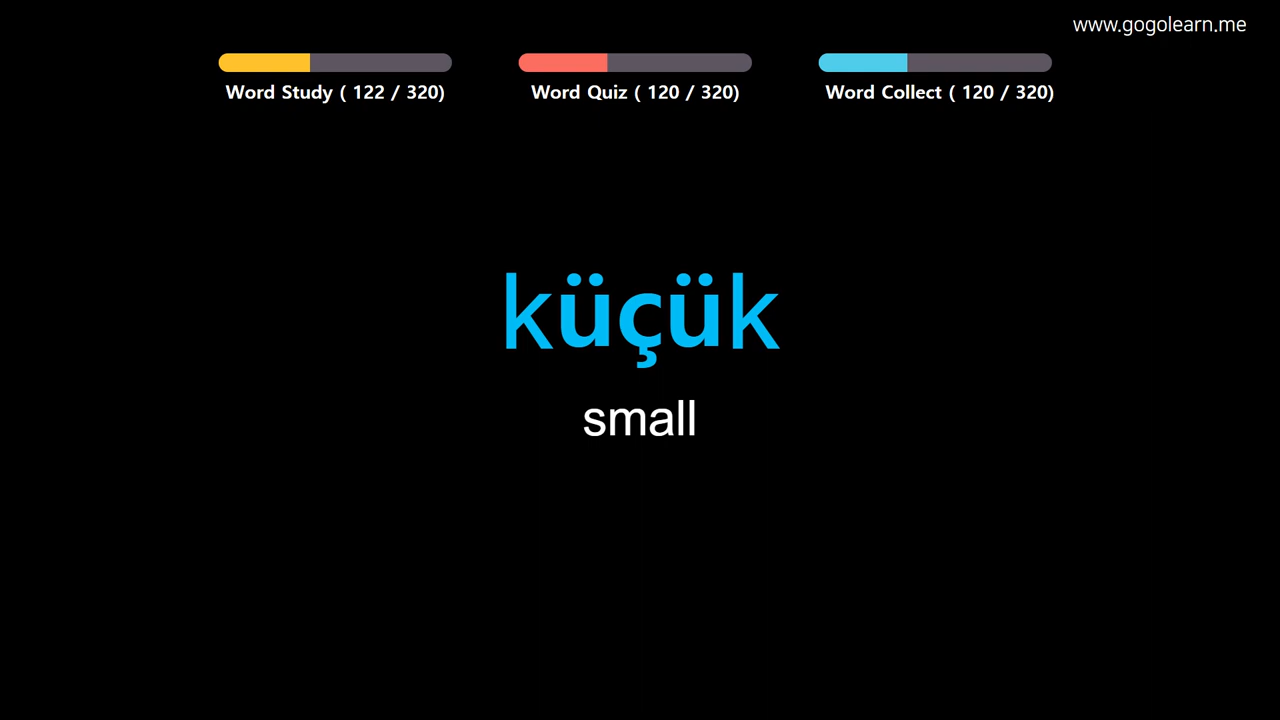 www.gogolearn.me
Word Study ( 122 / 320)
Word Quiz ( 120 / 320)
Word Collect ( 120 / 320)
küçük
small